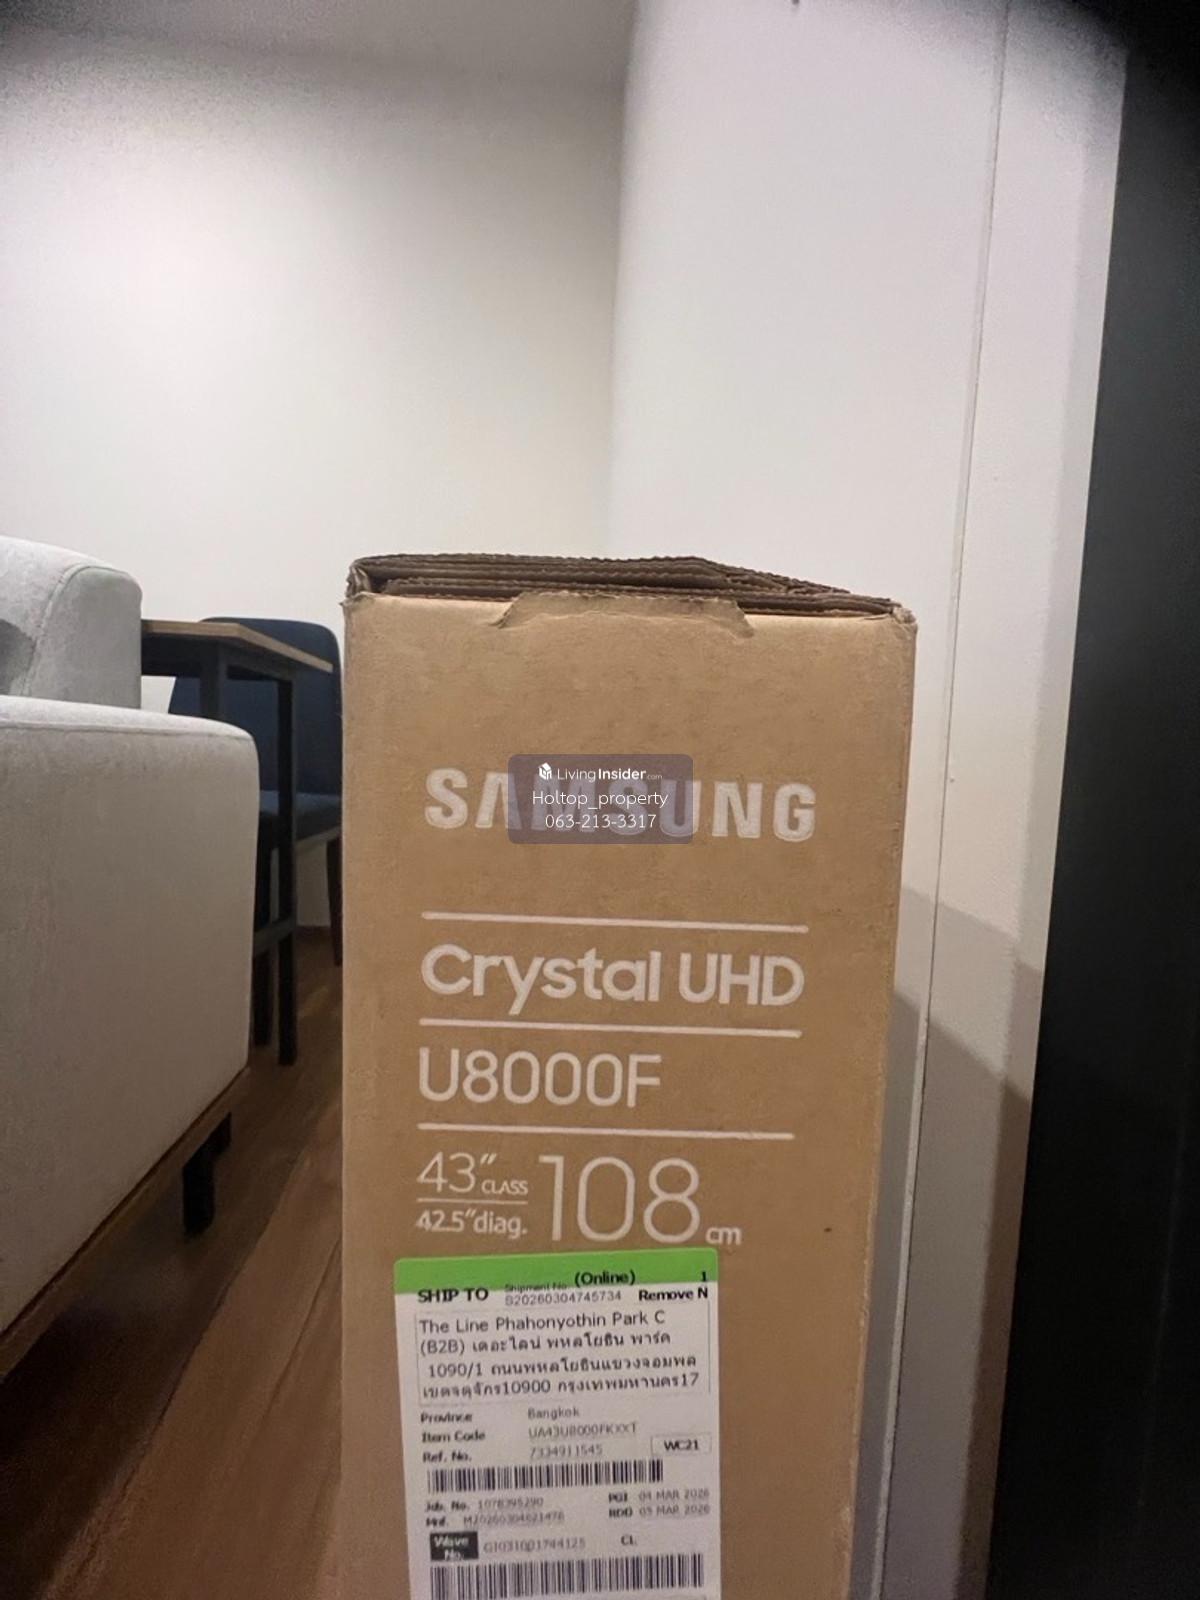 SAMSUNG
LivingInsider.com
Holtop_property
063-213-3317
Crystal UHD
U8000F
43" CLASS
42.5" diag.
108 cm
(Online) 1
SHIP TO Shipment No. S20260304745734 Remove N
The Line Phahonyothin Park C
(B2B) เดอะไลน์ พหลโยธิน พาร์ค
1090/1 ถนนพหลโยธินแขวงจอมพล
เขตจตุจักร10900 กรุงเทพมหานคร17
Province Bangkok
Item Code UA43U8000FKXXT
Ref. No. 7334911545 WC21
Job. No. 1078395290 PGI 04 MAR 2026
M20260304621476 RDD 05 MAR 2026
Wave No. GI031001744125 CL